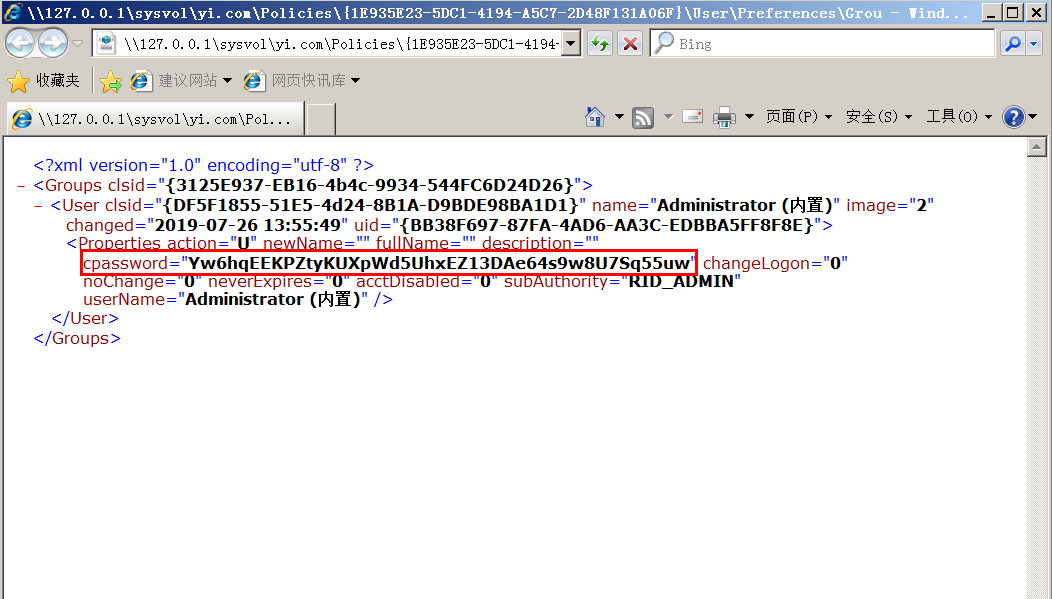 \\127.0.0.1\sysvol\yi.com\Policies\{1E935E23-5DC1-4194-A5C7-2D48F131A06F}\User\Preferences\Grou - Wind...
\\127.0.0.1\sysvol\yi.com\Policies\{1E935E23-5DC1-4194- Bing
收藏夹 建议网站 网页快讯库
\\127.0.0.1\sysvol\yi.com\Pol... 页面(P) 安全(S) 工具(O)
<?xml version="1.0" encoding="utf-8" ?>
- <Groups clsid="{3125E937-EB16-4b4c-9934-544FC6D24D26}">
- <User clsid="{DF5F1855-51E5-4d24-8B1A-D9BDE98BA1D1}" name="Administrator (内置)" image="2"
changed="2019-07-26 13:55:49" uid="{BB38F697-87FA-4AD6-AA3C-EDBBA5FF8F8E}">
<Properties action="U" newName="" fullName="" description=""
cpassword="Yw6hqEEKPZtyKUXpWd5UhxEZ13DAe64s9w8U7Sq55uw" changeLogon="0"
noChange="0" neverExpires="0" acctDisabled="0" subAuthority="RID_ADMIN"
userName="Administrator (内置)" />
</User>
</Groups>